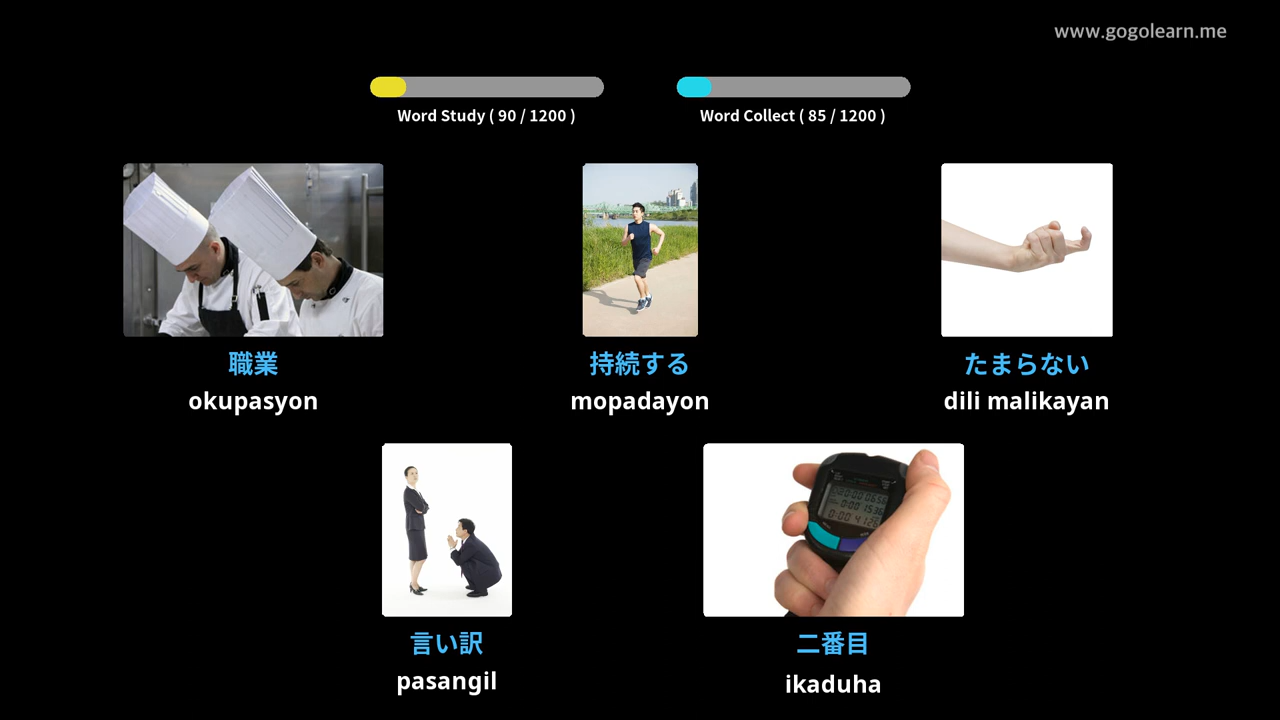 www.gogolearn.me
Word Study ( 90 / 1200 )
Word Collect ( 85 / 1200 )
職業
okupasyon
持続する
mopadayon
たまらない
dili malikayan
言い訳
pasangil
二番目
ikaduha